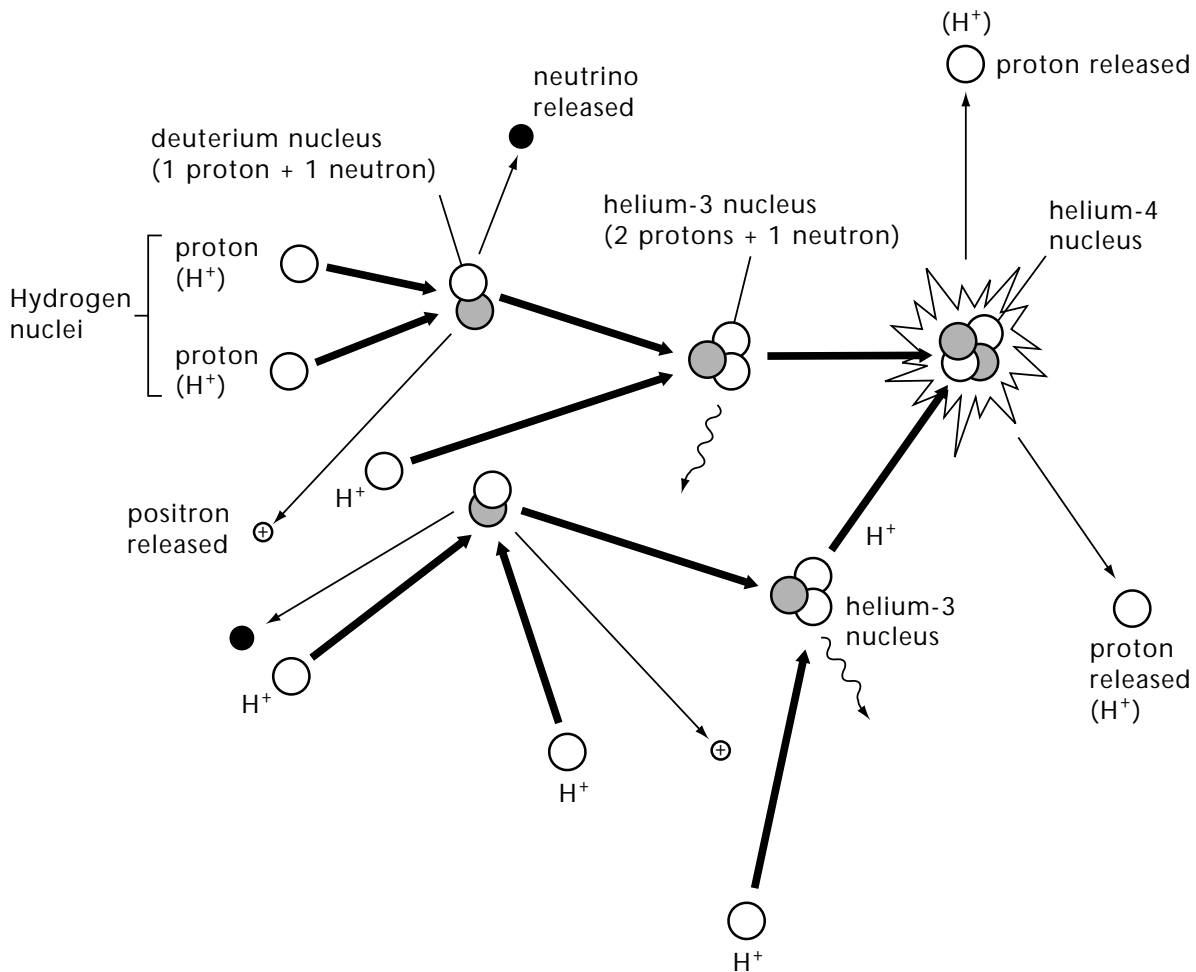 (H⁺)
proton released
neutrino
released
deuterium nucleus
(1 proton + 1 neutron)
helium-3 nucleus
(2 protons + 1 neutron)
helium-4
nucleus
Hydrogen
nuclei
proton
(H⁺)
proton
(H⁺)
H⁺
positron
released
+
H⁺
helium-3
nucleus
proton
released
(H⁺)
H⁺
+
H⁺
H⁺